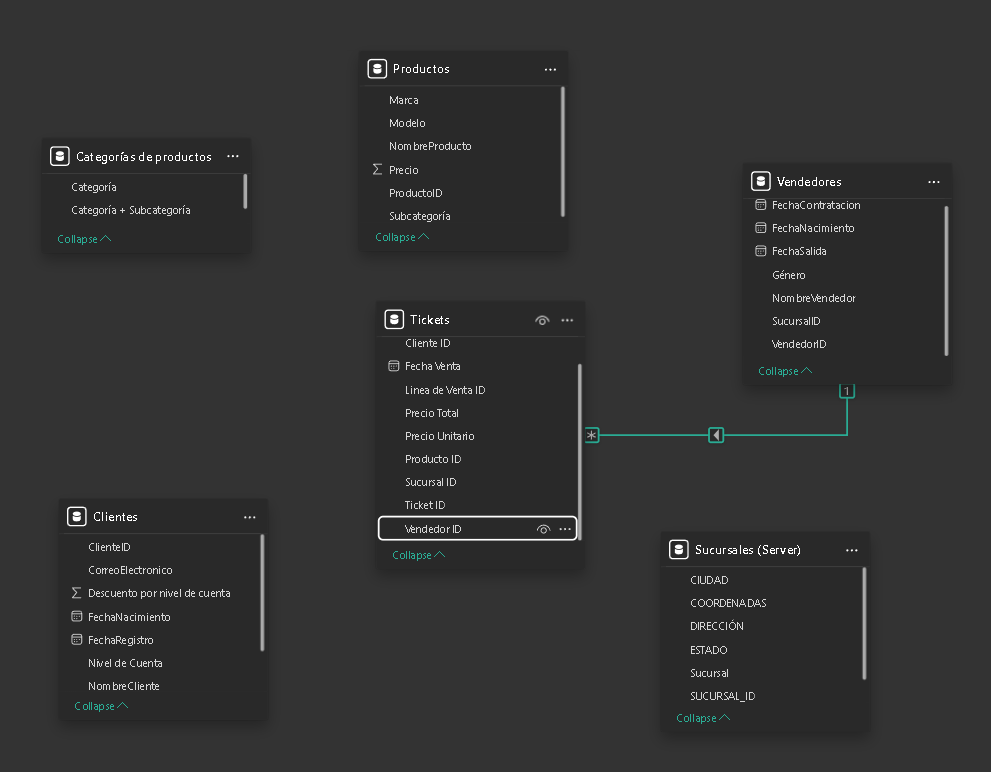 Productos
Marca
Modelo
NombreProducto
Precio
ProductoID
Subcategoría
Collapse
Categorías de productos
Categoría
Categoría + Subcategoría
Collapse
Vendedores
FechaContratacion
FechaNacimiento
FechaSalida
Género
NombreVendedor
SucursalID
VendedorID
Collapse
1
Tickets
Cliente ID
Fecha Venta
Linea de Venta ID
Precio Total
Precio Unitario
Producto ID
Sucursal ID
Ticket ID
Vendedor ID
Collapse
Clientes
ClienteID
CorreoElectronico
Descuento por nivel de cuenta
FechaNacimiento
FechaRegistro
Nivel de Cuenta
NombreCliente
Collapse
Sucursales (Server)
CIUDAD
COORDENADAS
DIRECCIÓN
ESTADO
Sucursal
SUCURSAL_ID
Collapse